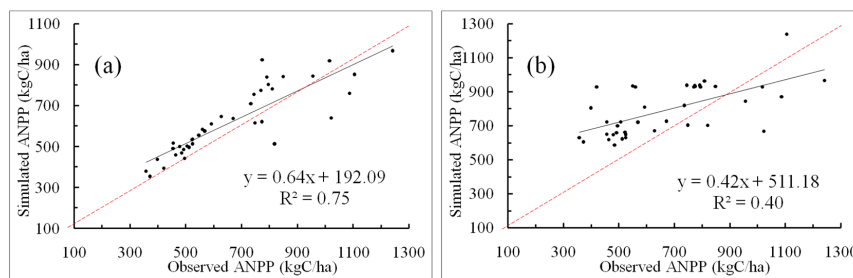 1100
900
700
500
300
100
Simulated ANPP (kgC/ha)
(a)
y = 0.64x + 192.09
R² = 0.75
100 300 500 700 900 1100 1300
Observed ANPP (kgC/ha)
1300
1100
900
700
500
300
100
Simulated ANPP (kgC/ha)
(b)
y = 0.42x + 511.18
R² = 0.40
100 300 500 700 900 1100 1300
Observed ANPP (kgC/ha)